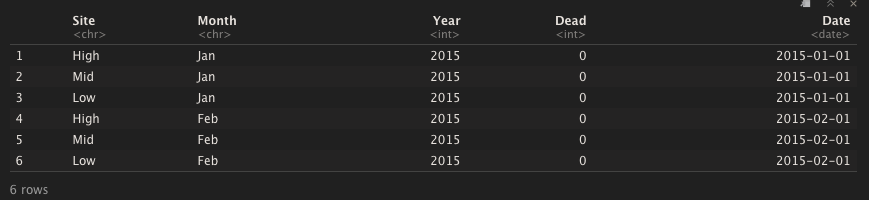 Site Month Year Dead Date
<chr> <chr> <int> <int> <date>
1 High Jan 2015 0 2015-01-01
2 Mid Jan 2015 0 2015-01-01
3 Low Jan 2015 0 2015-01-01
4 High Feb 2015 0 2015-02-01
5 Mid Feb 2015 0 2015-02-01
6 Low Feb 2015 0 2015-02-01
6 rows